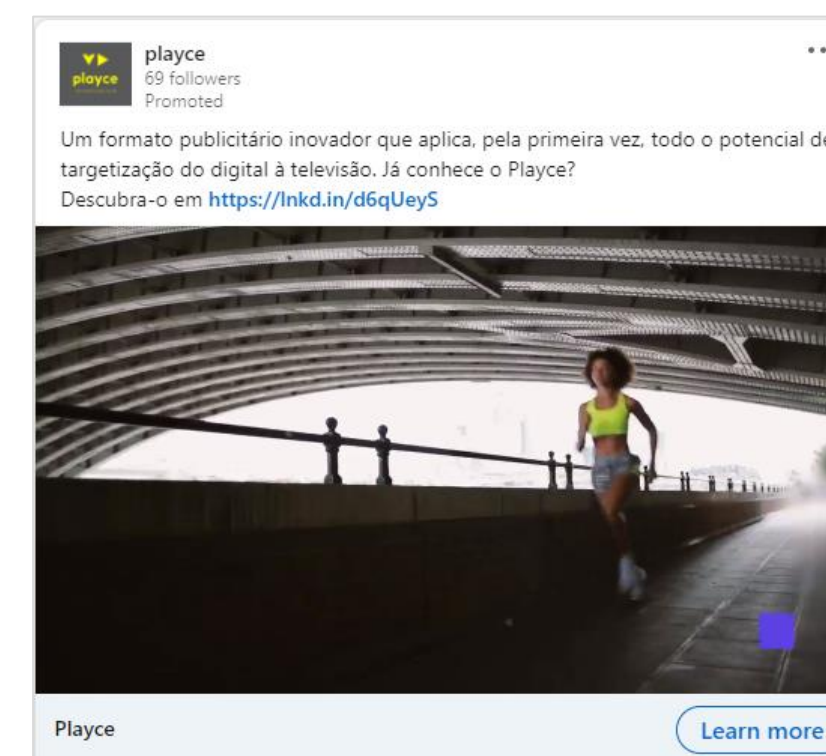 playce
playce
69 followers
Promoted
Um formato publicitário inovador que aplica, pela primeira vez, todo o potencial de
targetização do digital à televisão. Já conhece o Playce?
Descubra-o em https://lnkd.in/d6qUeyS
Playce
Learn more